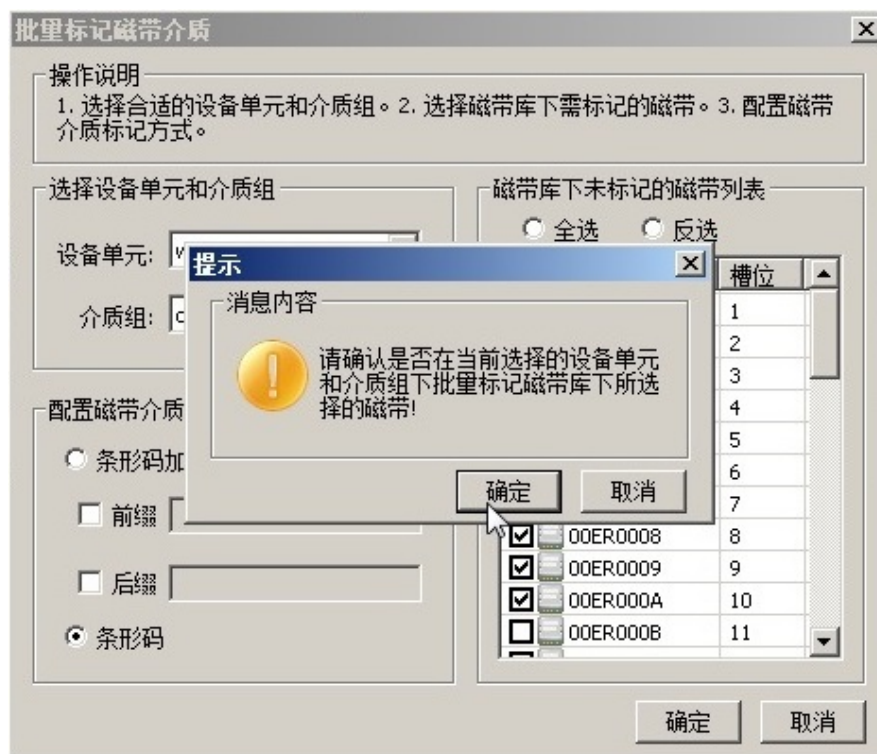 批里标记磁带介质
操作说明
1. 选择合适的设备单元和介质组。2. 选择磁带库下需标记的磁带。3. 配置磁带
介质标记方式。
选择设备单元和介质组
磁带库下未标记的磁带列表
全选 反选
设备单元:
提示
槽位
介质组:
消息内容
请确认是否在当前选择的设备单元
和介质组下批量标记磁带库下所选
择的磁带!
确定 取消
1
2
3
4
5
6
7
配置磁带介质
条形码加
前缀
00ER0008 8
00ER0009 9
后缀
00ER000A 10
条形码
00ER000B 11
确定 取消